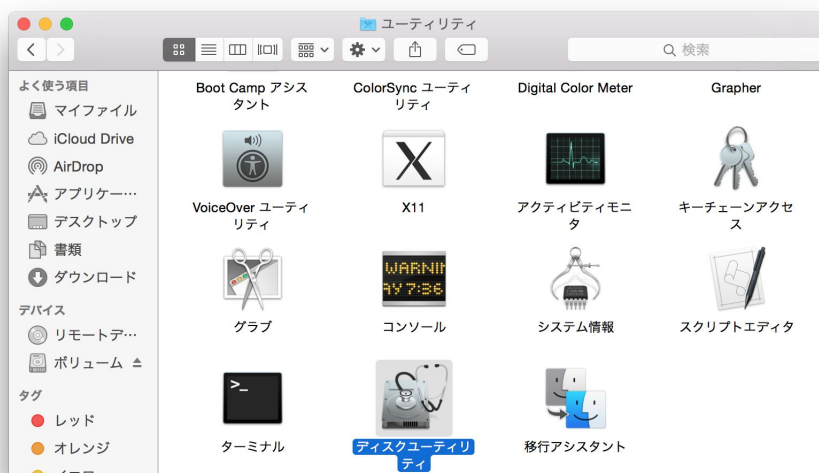 ユーティリティ
検索
よく使う項目
マイファイル
iCloud Drive
AirDrop
アプリケー…
デスクトップ
書類
ダウンロード
デバイス
リモートデ…
ボリューム
タグ
レッド
オレンジ
Boot Camp アシス
タント
ColorSync ユーティ
リティ
Digital Color Meter
Grapher
VoiceOver ユーティ
リティ
X11
アクティビティモニ
タ
キーチェーンアクセ
ス
グラブ
WARNIN
AY 7:36
コンソール
システム情報
スクリプトエディタ
>_
ターミナル
ディスクユーティリ
ティ
移行アシスタント